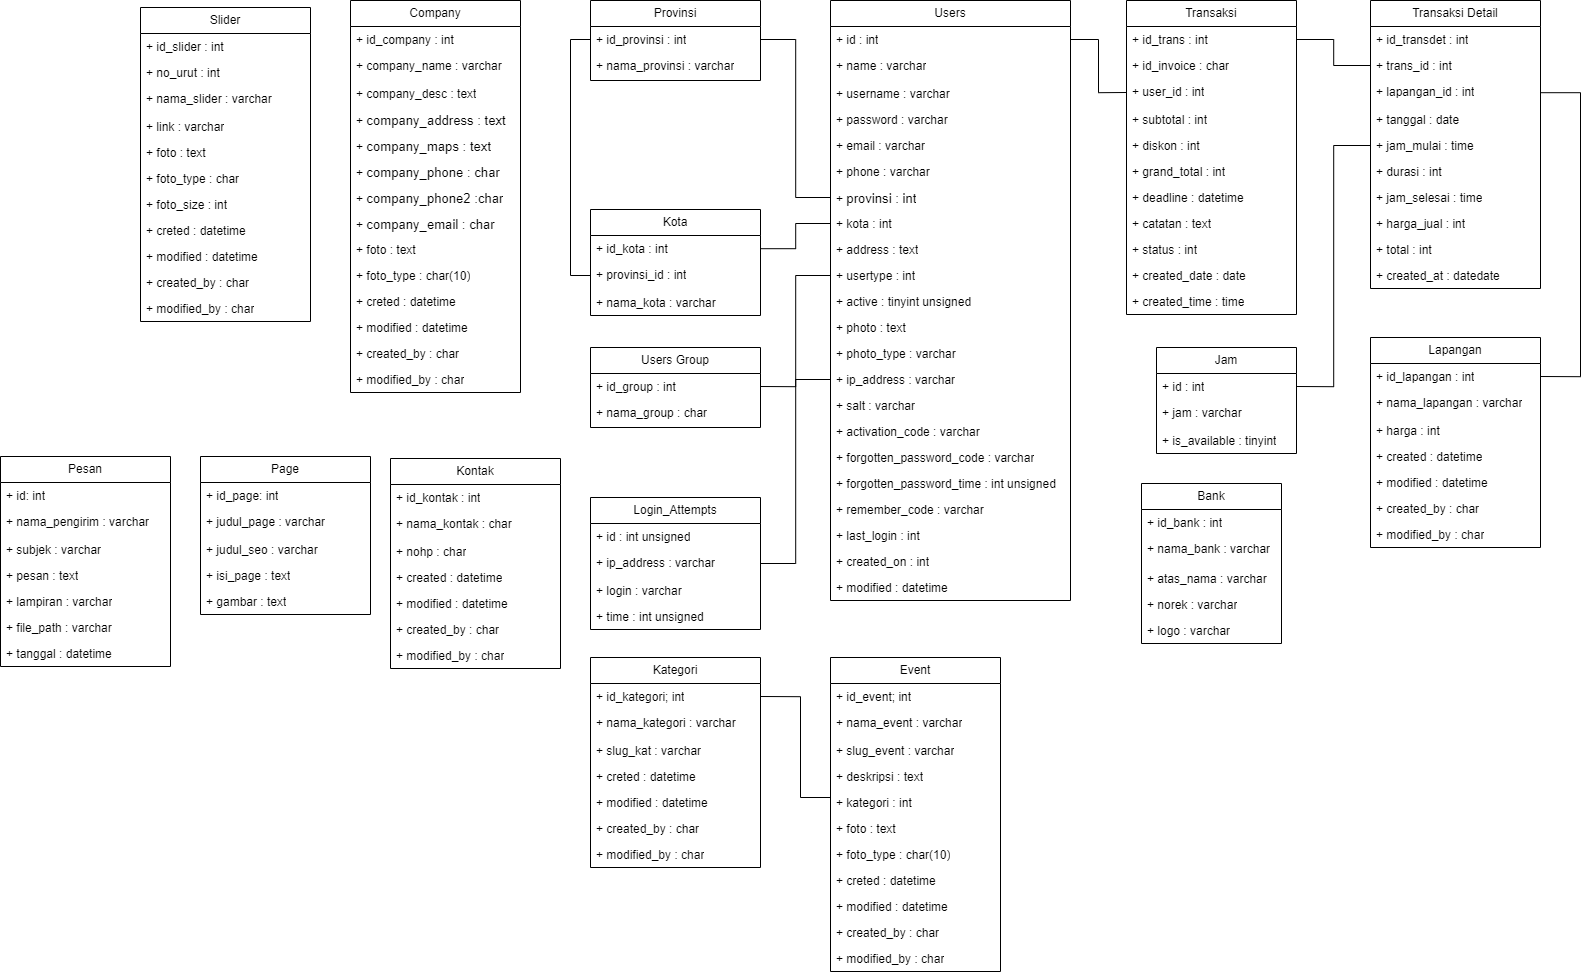 Slider
+ id_slider : int
+ no_urut : int
+ nama_slider : varchar
+ link : varchar
+ foto : text
+ foto_type : char
+ foto_size : int
+ creted : datetime
+ modified : datetime
+ created_by : char
+ modified_by : char
Company
+ id_company : int
+ company_name : varchar
+ company_desc : text
+ company_address : text
+ company_maps : text
+ company_phone : char
+ company_phone2 :char
+ company_email : char
+ foto : text
+ foto_type : char(10)
+ creted : datetime
+ modified : datetime
+ created_by : char
+ modified_by : char
Provinsi
+ id_provinsi : int
+ nama_provinsi : varchar
Kota
+ id_kota : int
+ provinsi_id : int
+ nama_kota : varchar
Users Group
+ id_group : int
+ nama_group : char
Login_Attempts
+ id : int unsigned
+ ip_address : varchar
+ login : varchar
+ time : int unsigned
Users
+ id : int
+ name : varchar
+ username : varchar
+ password : varchar
+ email : varchar
+ phone : varchar
+ provinsi : int
+ kota : int
+ address : text
+ usertype : int
+ active : tinyint unsigned
+ photo : text
+ photo_type : varchar
+ ip_address : varchar
+ salt : varchar
+ activation_code : varchar
+ forgotten_password_code : varchar
+ forgotten_password_time : int unsigned
+ remember_code : varchar
+ last_login : int
+ created_on : int
+ modified : datetime
Transaksi
+ id_trans : int
+ id_invoice : char
+ user_id : int
+ subtotal : int
+ diskon : int
+ grand_total : int
+ deadline : datetime
+ catatan : text
+ status : int
+ created_date : date
+ created_time : time
Transaksi Detail
+ id_transdet : int
+ trans_id : int
+ lapangan_id : int
+ tanggal : date
+ jam_mulai : time
+ durasi : int
+ jam_selesai : time
+ harga_jual : int
+ total : int
+ created_at : datedate
Jam
+ id : int
+ jam : varchar
+ is_available : tinyint
Lapangan
+ id_lapangan : int
+ nama_lapangan : varchar
+ harga : int
+ created : datetime
+ modified : datetime
+ created_by : char
+ modified_by : char
Bank
+ id_bank : int
+ nama_bank : varchar
+ atas_nama : varchar
+ norek : varchar
+ logo : varchar
Pesan
+ id: int
+ nama_pengirim : varchar
+ subjek : varchar
+ pesan : text
+ lampiran : varchar
+ file_path : varchar
+ tanggal : datetime
Page
+ id_page: int
+ judul_page : varchar
+ judul_seo : varchar
+ isi_page : text
+ gambar : text
Kontak
+ id_kontak : int
+ nama_kontak : char
+ nohp : char
+ created : datetime
+ modified : datetime
+ created_by : char
+ modified_by : char
Kategori
+ id_kategori; int
+ nama_kategori : varchar
+ slug_kat : varchar
+ creted : datetime
+ modified : datetime
+ created_by : char
+ modified_by : char
Event
+ id_event; int
+ nama_event : varchar
+ slug_event : varchar
+ deskripsi : text
+ kategori : int
+ foto : text
+ foto_type : char(10)
+ creted : datetime
+ modified : datetime
+ created_by : char
+ modified_by : char